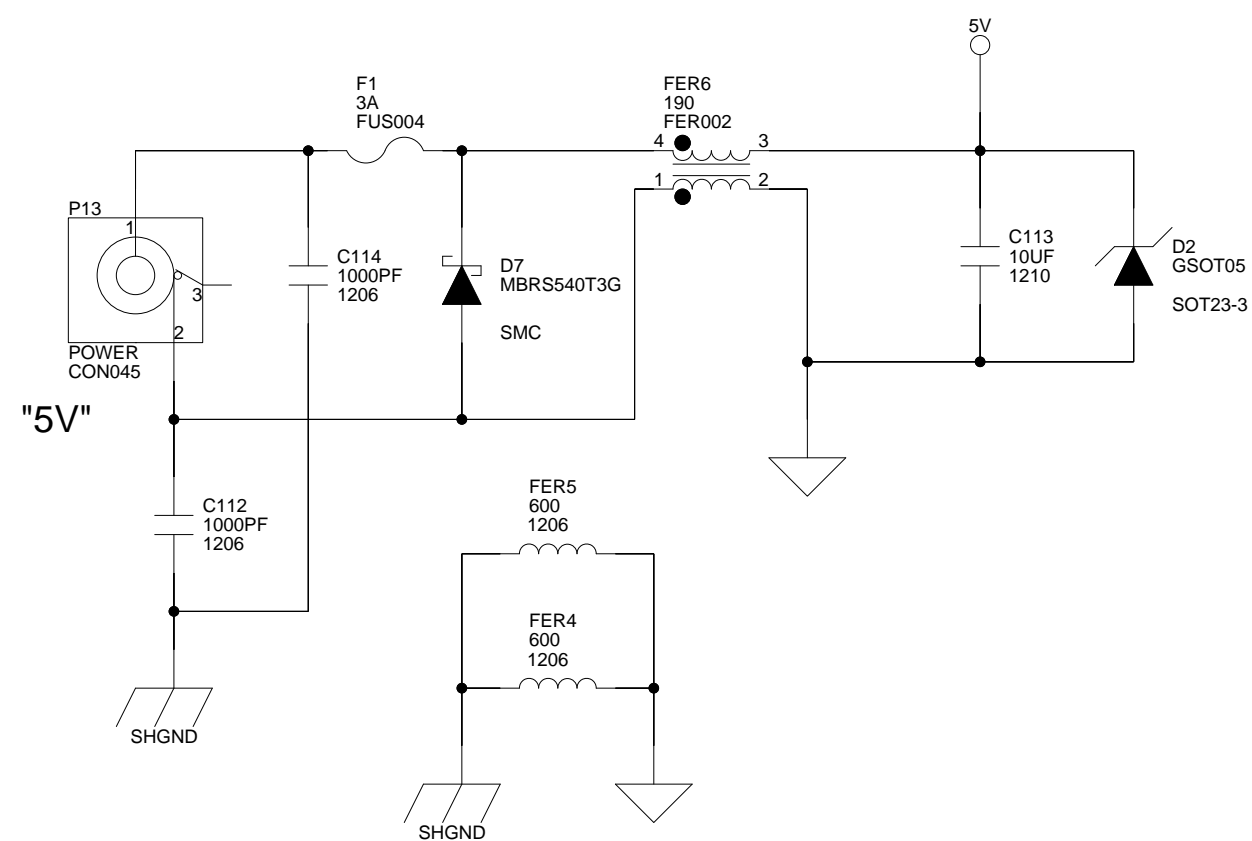 5V
F1
3A
FUS004
FER6
190
FER002
4
3
1
2
P13
1
3
2
POWER
CON045
"5V"
C114
1000PF
1206
D7
MBRS540T3G
SMC
C113
10UF
1210
D2
GSOT05
SOT23-3
C112
1000PF
1206
SHGND
FER5
600
1206
FER4
600
1206
SHGND